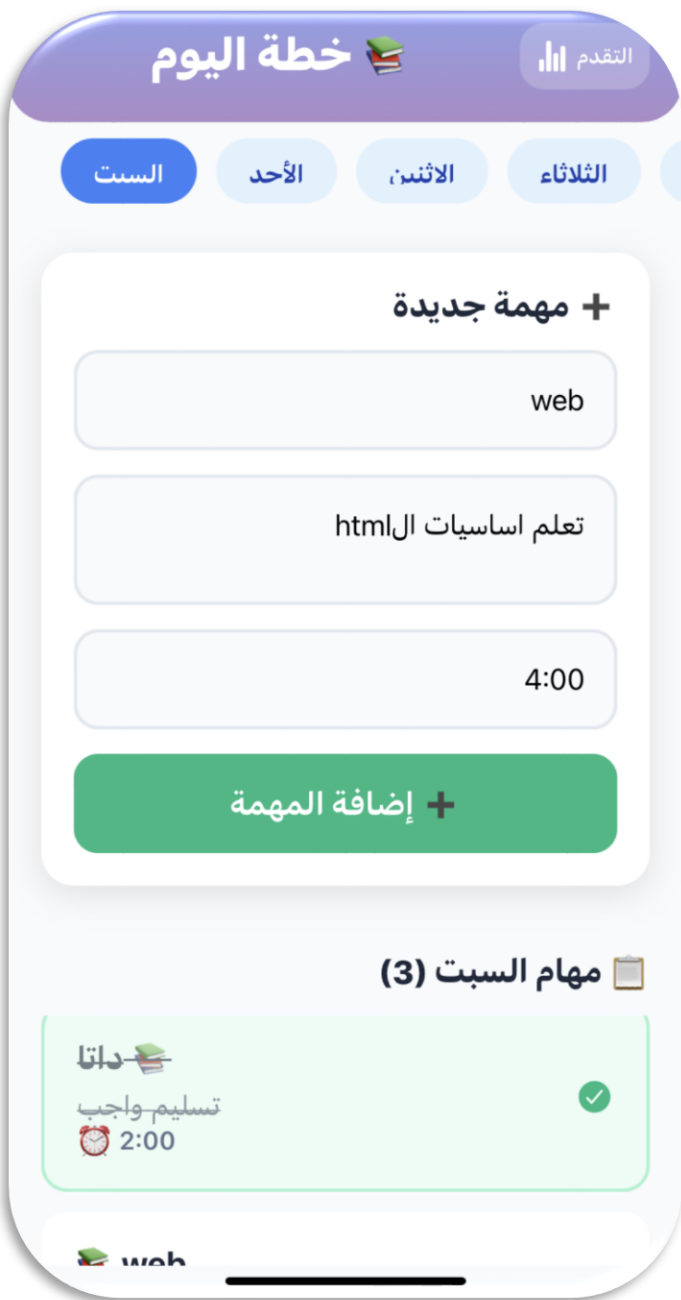 📚 خطة اليوم
التقدم
السبت
الأحد
الاثنين
الثلاثاء
➕ مهمة جديدة
web
تعلم اساسيات الhtml
4:00
➕ إضافة المهمة
📋 مهام السبت (3)
📚 داتا
تسليم واجب
⏰ 2:00
📚 web